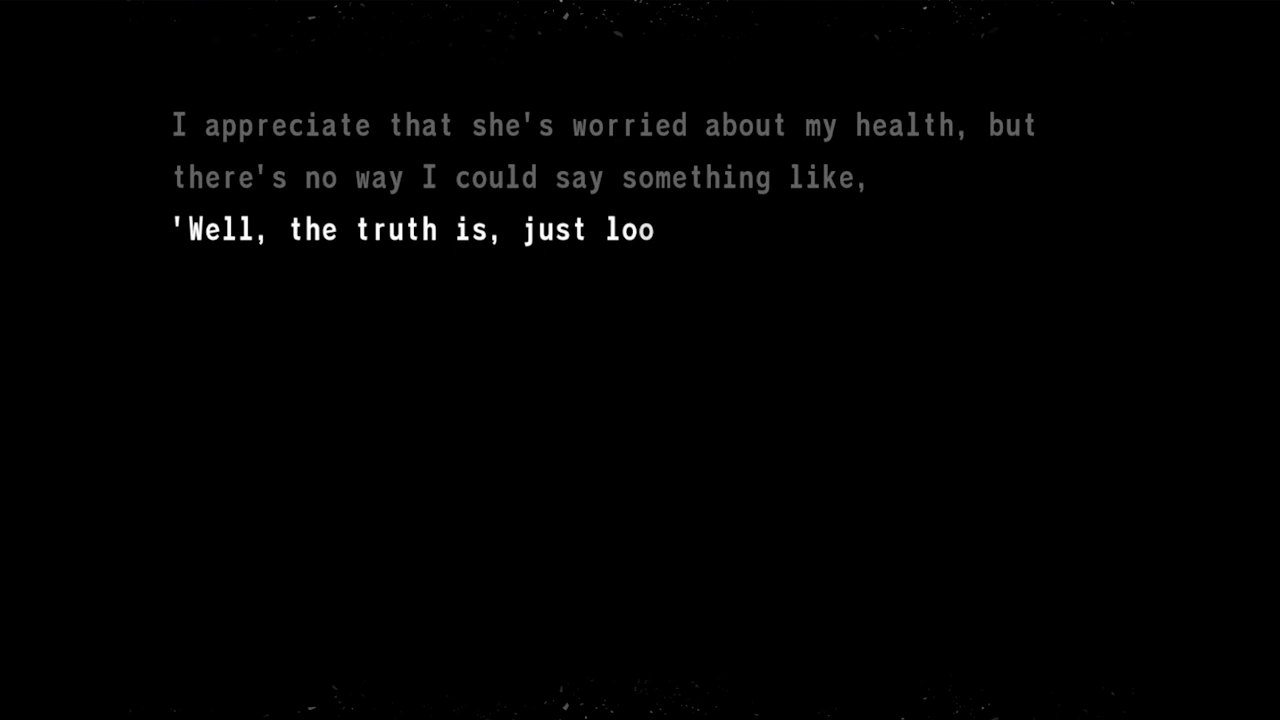 I appreciate that she's worried about my health, but
there's no way I could say something like,
'Well, the truth is, just loo